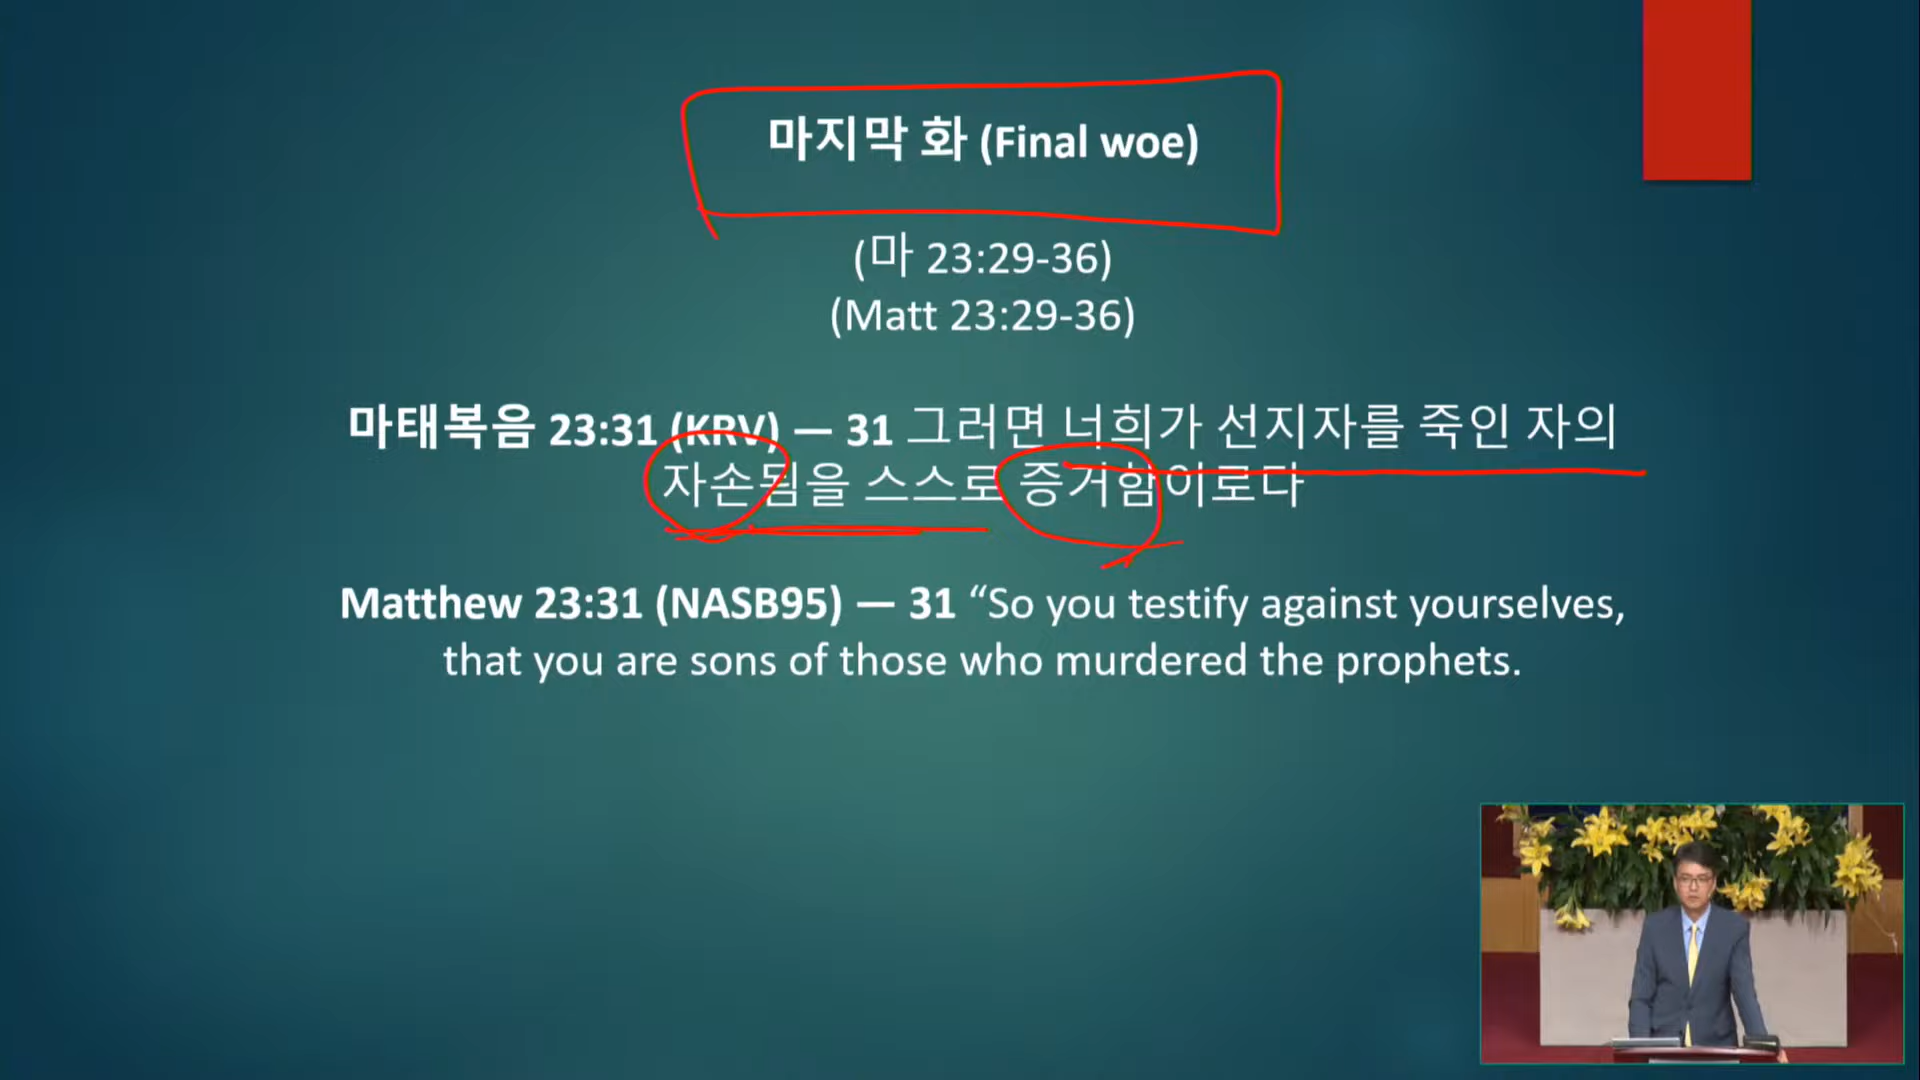 마지막 화 (Final woe)
(마 23:29-36)
(Matt 23:29-36)
마태복음 23:31 (KRV) — 31 그러면 너희가 선지자를 죽인 자의
자손됨을 스스로 증거함이로다
Matthew 23:31 (NASB95) — 31 “So you testify against yourselves,
that you are sons of those who murdered the prophets.